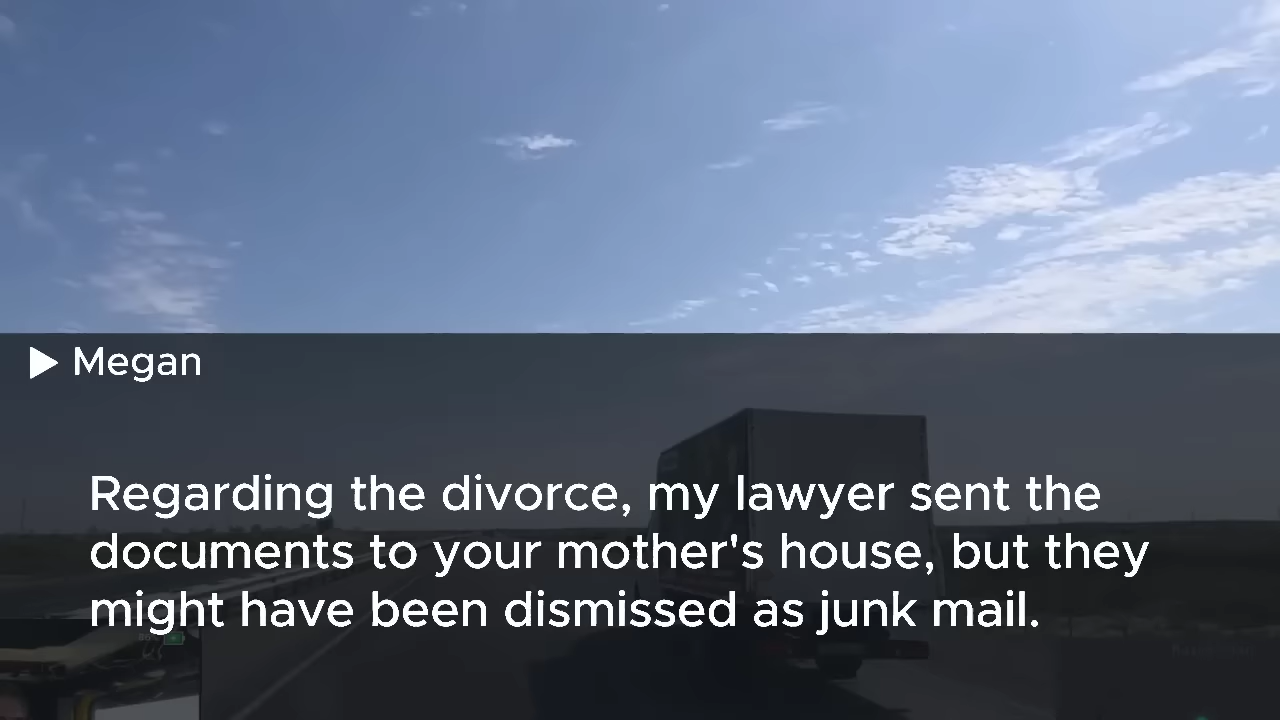 Megan
Regarding the divorce, my lawyer sent the
documents to your mother's house, but they
might have been dismissed as junk mail.